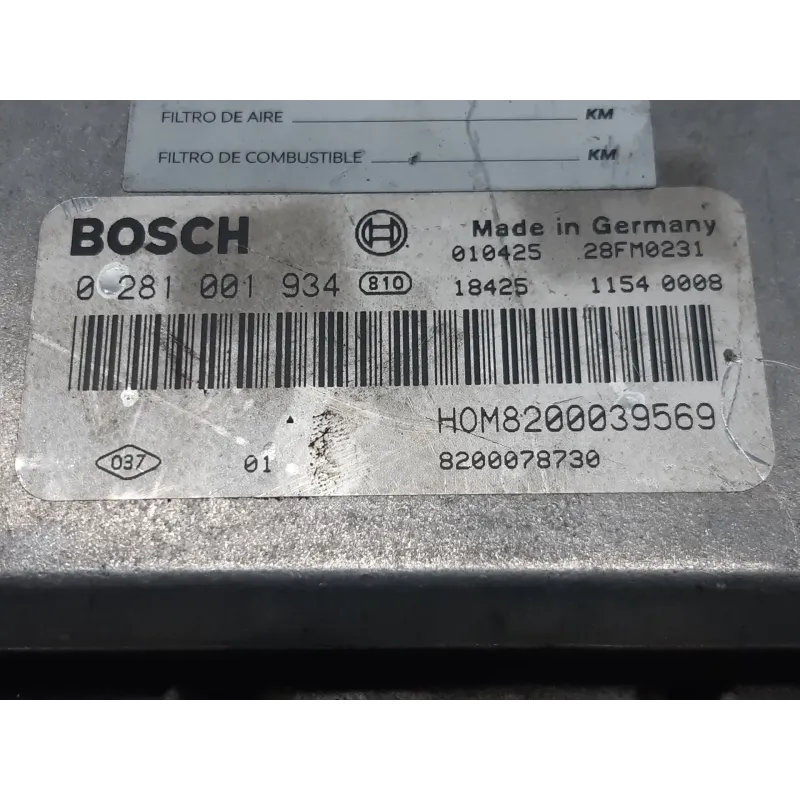 FILTRO DE AIRE KM
FILTRO DE COMBUSTIBLE KM
BOSCH Made in Germany
010425 28FM0231
0 281 001 934 810 18425 1154 0008
HOM8200039569
037 01 8200078730